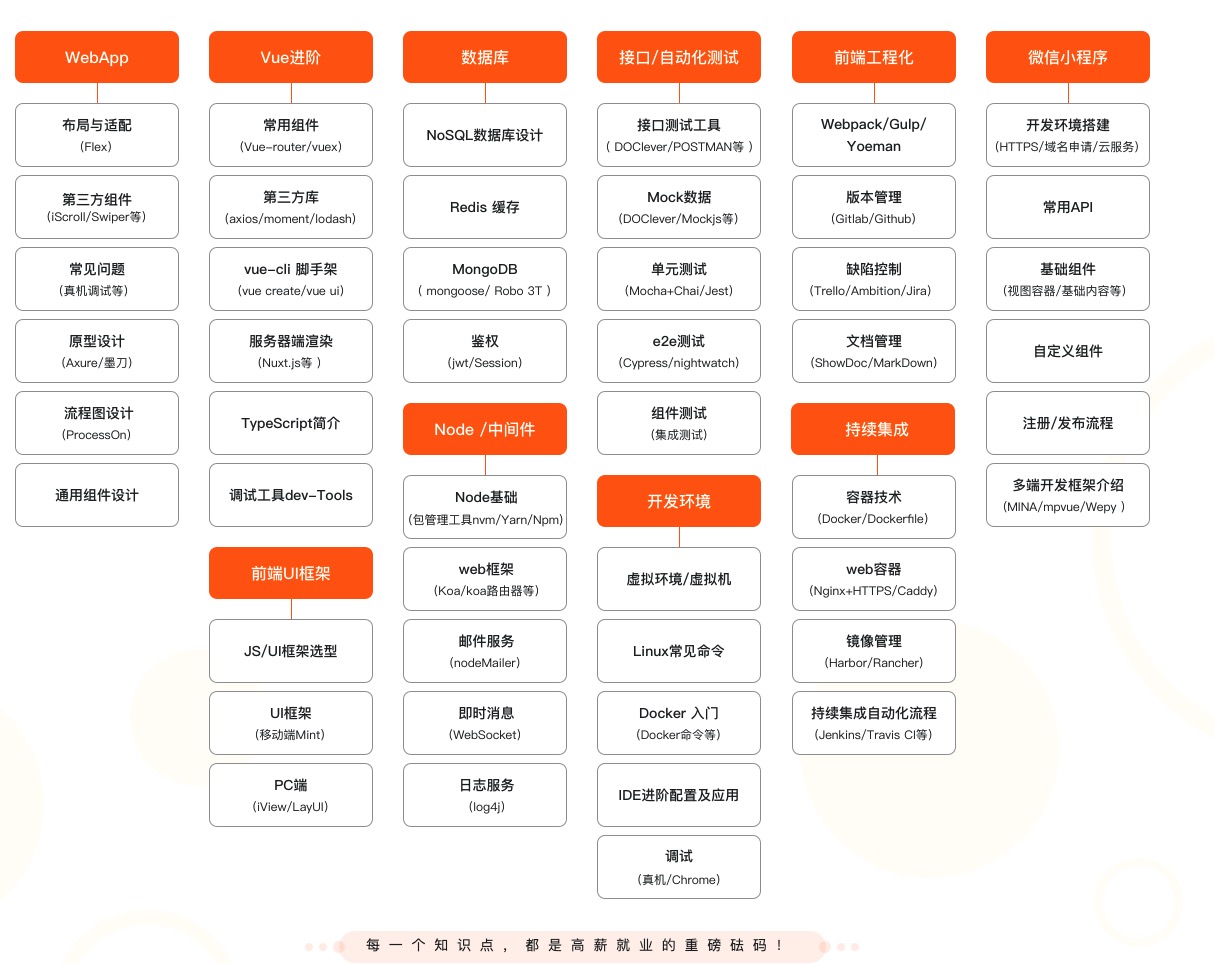 WebApp
布局与适配
(Flex)
第三方组件
(iScroll/Swiper等)
常见问题
(真机调试等)
原型设计
(Axure/墨刀)
流程图设计
(ProcessOn)
通用组件设计
Vue进阶
常用组件
(Vue-router/vuex)
第三方库
(axios/moment/lodash)
vue-cli 脚手架
(vue create/vue ui)
服务器端渲染
(Nuxt.js等 )
TypeScript简介
调试工具dev-Tools
前端UI框架
JS/UI框架选型
UI框架
(移动端Mint)
PC端
(iView/LayUI)
数据库
NoSQL数据库设计
Redis 缓存
MongoDB
( mongoose/ Robo 3T )
鉴权
(jwt/Session)
Node /中间件
Node基础
(包管理工具nvm/Yarn/Npm)
web框架
(Koa/koa路由器等)
邮件服务
(nodeMailer)
即时消息
(WebSocket)
日志服务
(log4j)
接口/自动化测试
接口测试工具
( DOClever/POSTMAN等 )
Mock数据
(DOClever/Mockjs等)
单元测试
(Mocha+Chai/Jest)
e2e测试
(Cypress/nightwatch)
组件测试
(集成测试)
开发环境
虚拟环境/虚拟机
Linux常见命令
Docker 入门
(Docker命令等)
IDE进阶配置及应用
调试
(真机/Chrome)
前端工程化
Webpack/Gulp/
Yoeman
版本管理
(Gitlab/Github)
缺陷控制
(Trello/Ambition/Jira)
文档管理
(ShowDoc/MarkDown)
持续集成
容器技术
(Docker/Dockerfile)
web容器
(Nginx+HTTPS/Caddy)
镜像管理
(Harbor/Rancher)
持续集成自动化流程
(Jenkins/Travis CI等)
微信小程序
开发环境搭建
(HTTPS/域名申请/云服务)
常用API
基础组件
(视图容器/基础内容等)
自定义组件
注册/发布流程
多端开发框架介绍
(MINA/mpvue/Wepy )
每一个知识点，都是高薪就业的重磅砝码！